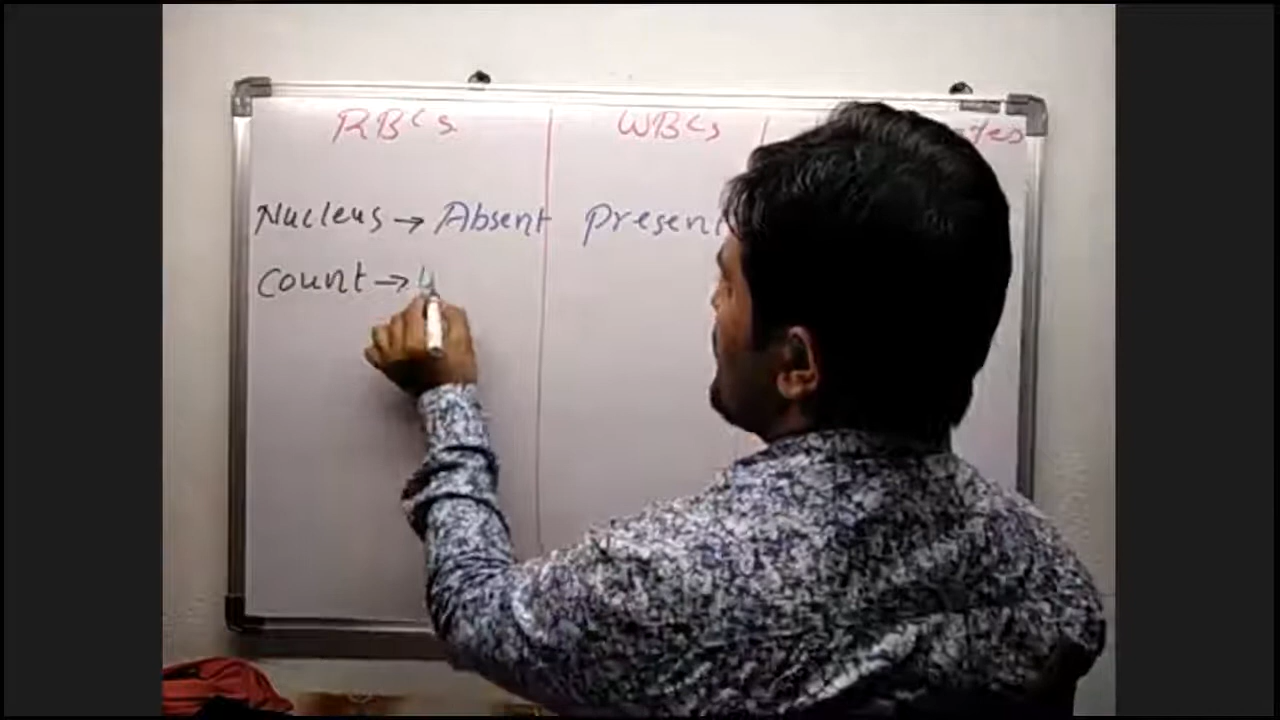 RBCs WBCs
Nucleus → Absent Present
Count → 4